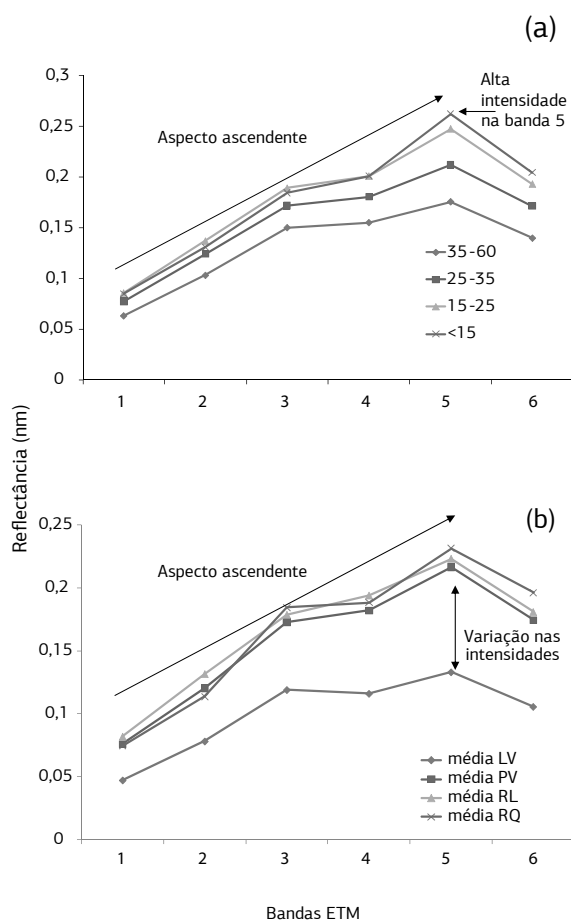 (a)
0,3
0,25
0,2
0,15
0,1
0,05
0
Aspecto ascendente
Alta
intensidade
na banda 5
35-60
25-35
15-25
<15
1 2 3 4 5 6
Reflectância (nm)
(b)
0,25
0,2
0,15
0,1
0,05
0
Aspecto ascendente
Variação nas
intensidades
média LV
média PV
média RL
média RQ
1 2 3 4 5 6
Bandas ETM